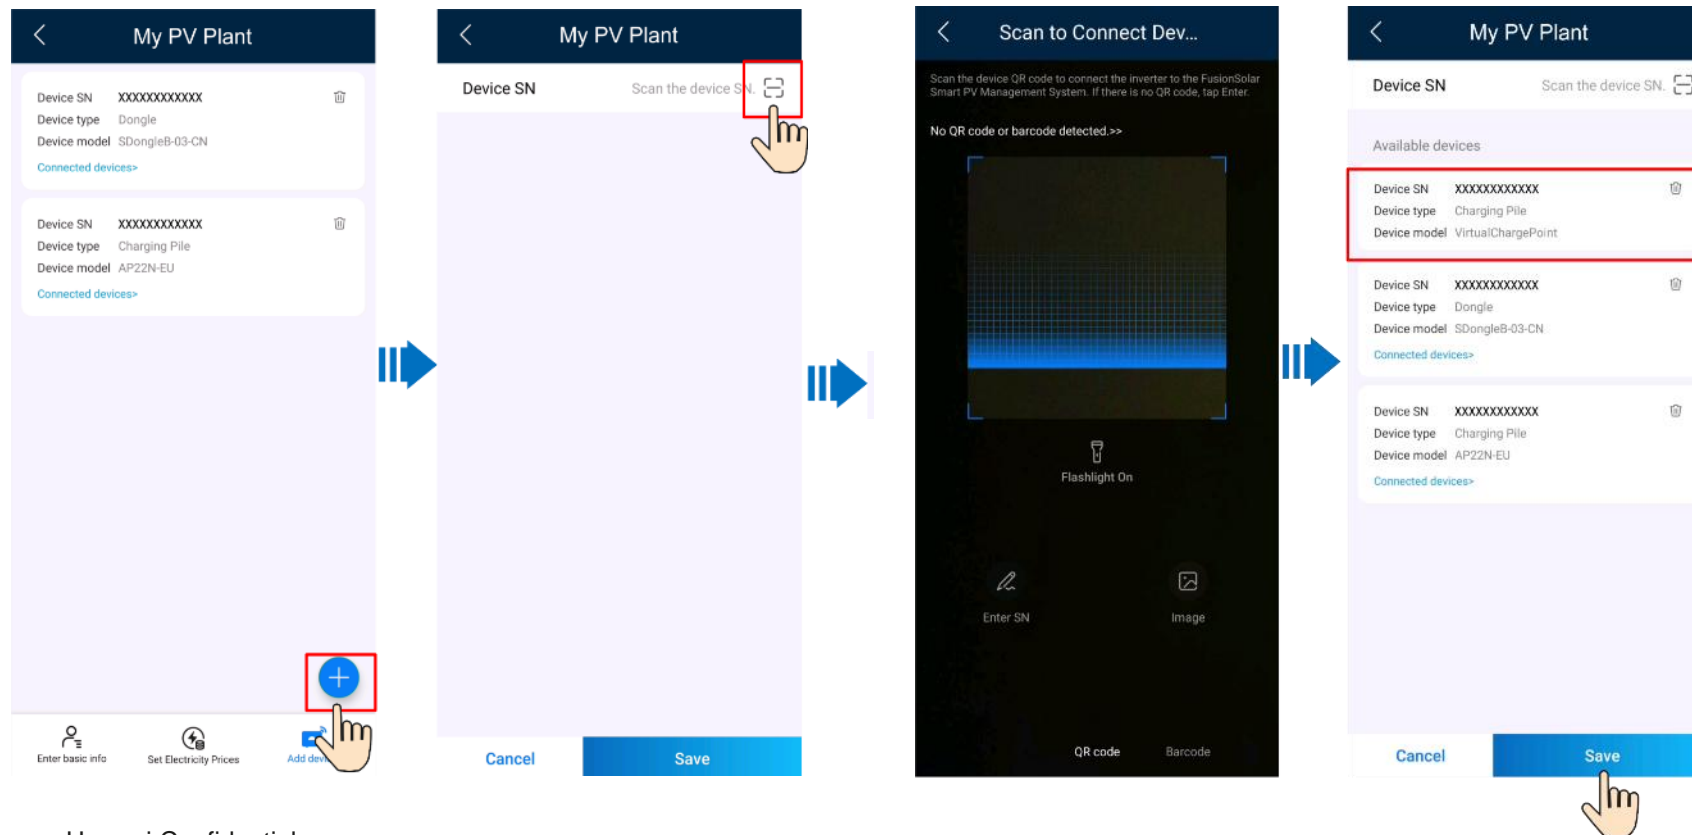 My PV Plant
Device SN XXXXXXXXXXXX
Device type Dongle
Device model SDongleB-03-CN
Connected devices>
Device SN XXXXXXXXXXXX
Device type Charging Pile
Device model AP22N-EU
Connected devices>
Enter basic info
Set Electricity Prices
Add
My PV Plant
Device SN Scan the device SN.
Cancel
Save
Scan to Connect Dev...
Scan the device QR code to connect the inverter to the FusionSolar
Smart PV Management System. If there is no QR code, tap Enter.
No QR code or barcode detected.>>
Flashlight On
Enter SN
Image
QR code
Barcode
My PV Plant
Device SN Scan the device SN.
Available devices
Device SN XXXXXXXXXXXX
Device type Charging Pile
Device model VirtualChargePoint
Device SN XXXXXXXXXXXX
Device type Dongle
Device model SDongleB-03-CN
Connected devices>
Device SN XXXXXXXXXXXX
Device type Charging Pile
Device model AP22N-EU
Connected devices>
Cancel
Save